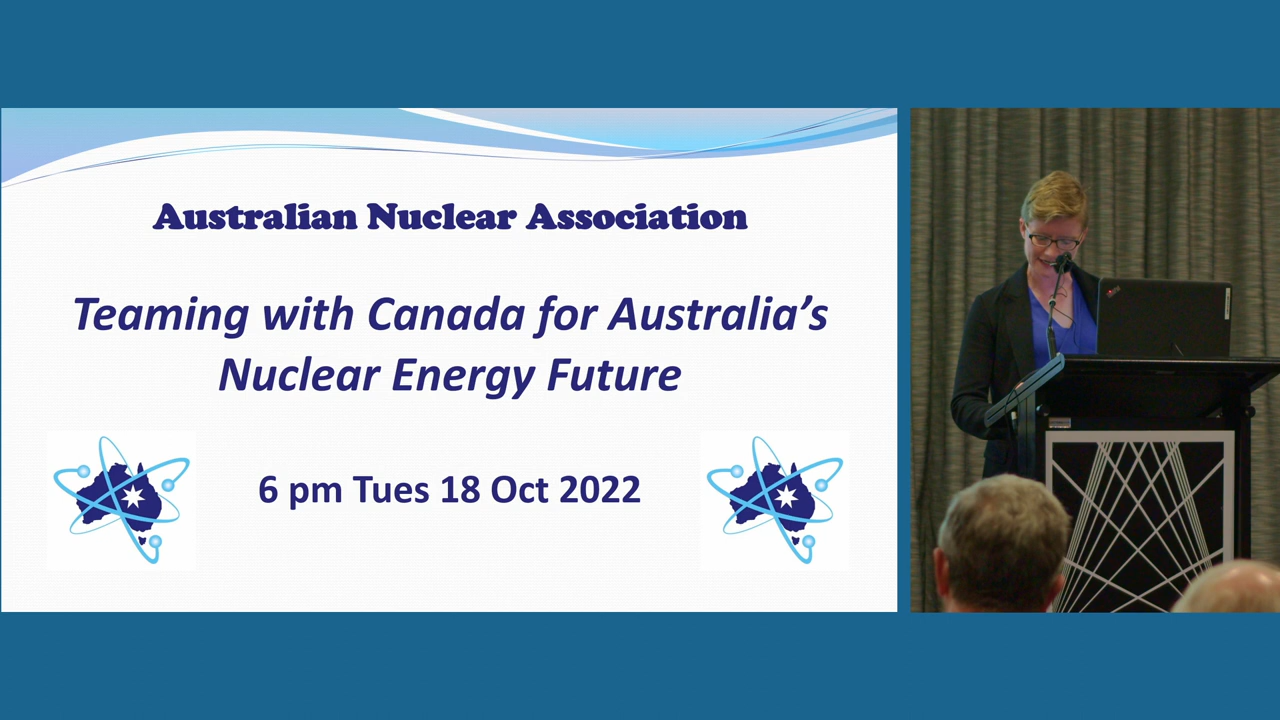 Australian Nuclear Association
Teaming with Canada for Australia’s
Nuclear Energy Future
6 pm Tues 18 Oct 2022